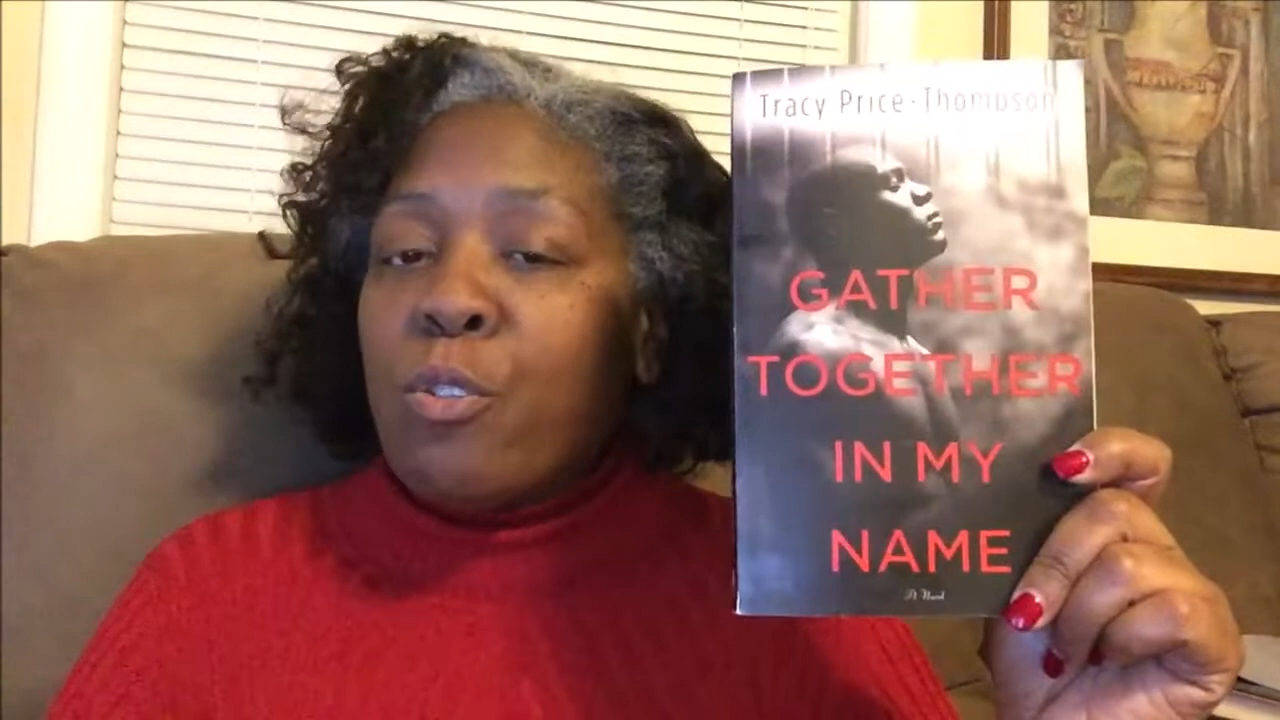 Tracy Price-Thompson
GATHER
TOGETHER
IN MY
NAME
A Novel